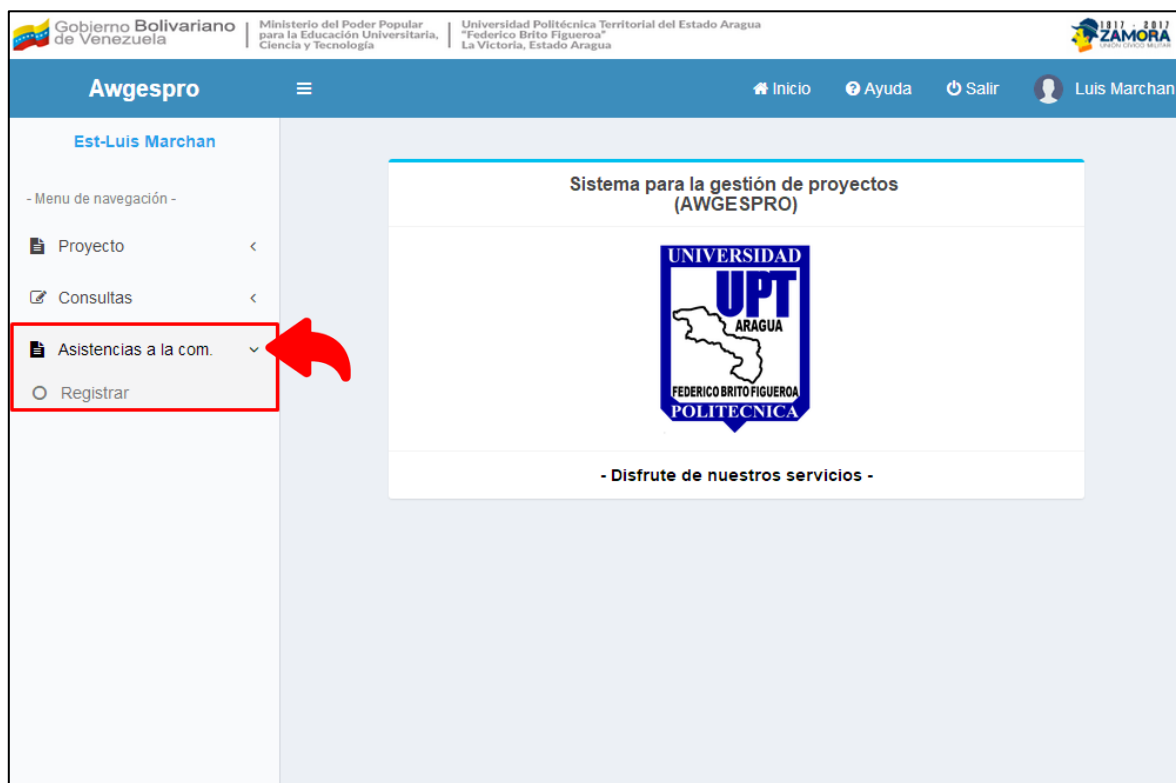 Gobierno Bolivariano
de Venezuela
Ministerio del Poder Popular
para la Educación Universitaria,
Ciencia y Tecnología
Universidad Politécnica Territorial del Estado Aragua
"Federico Brito Figueroa"
La Victoria, Estado Aragua
1817 - 2017
ZAMORA
UNIÓN CÍVICO MILITAR
Awgespro
Inicio
Ayuda
Salir
Luis Marchan
Est-Luis Marchan
- Menu de navegación -
Proyecto
Consultas
Asistencias a la com.
Registrar
Sistema para la gestión de proyectos
(AWGESPRO)
UNIVERSIDAD
UPT
ARAGUA
FEDERICO BRITO FIGUEROA
POLITECNICA
- Disfrute de nuestros servicios -